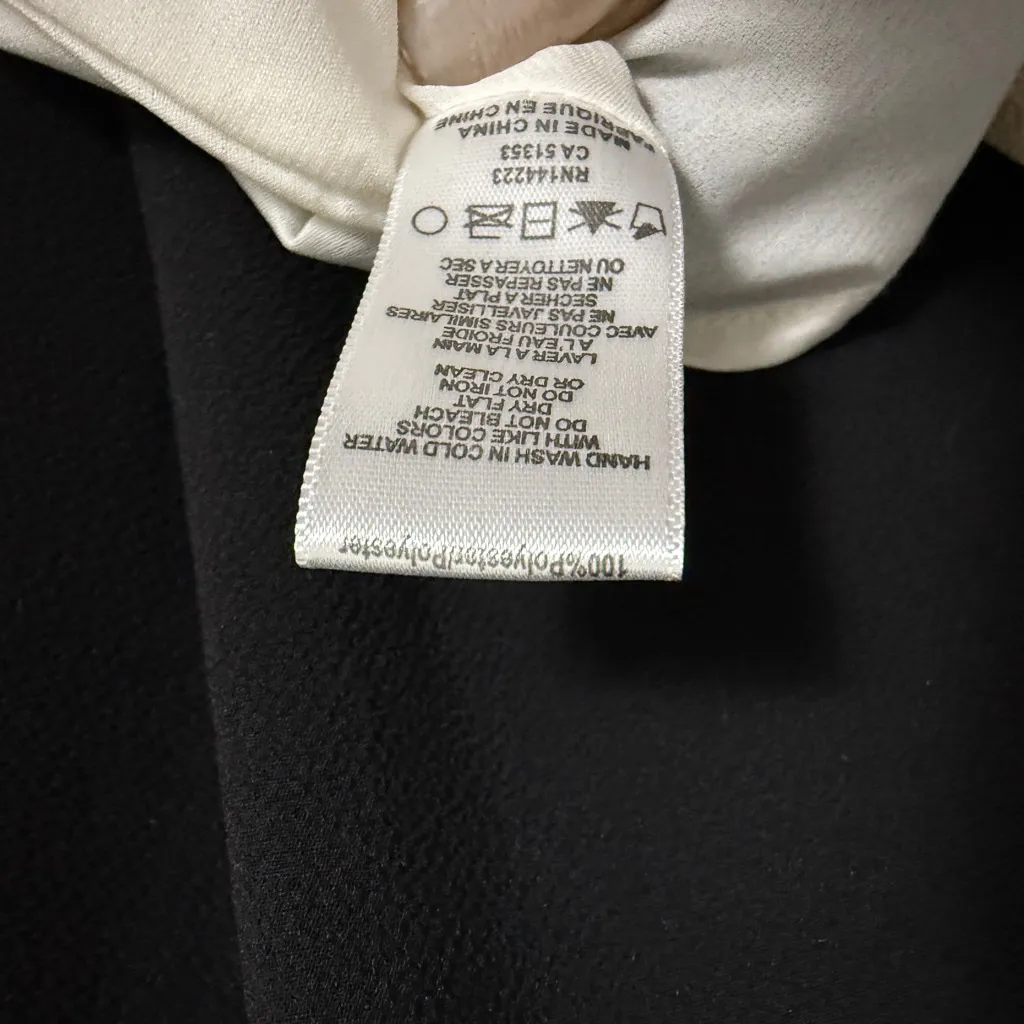 100%Polyester/Polyester
HAND WASH IN COLD WATER
WITH LIKE COLORS
DO NOT BLEACH
DRY FLAT
DO NOT IRON
OR DRY CLEAN
LAVER A LA MAIN
A L'EAU FROIDE
AVEC COULEURS SIMILAIRES
NE PAS JAVELLISER
SECHER A PLAT
NE PAS REPASSER
OU NETTOYER A SEC
RN144223
CA 51353
MADE IN CHINA
FABRIQUE EN CHINE